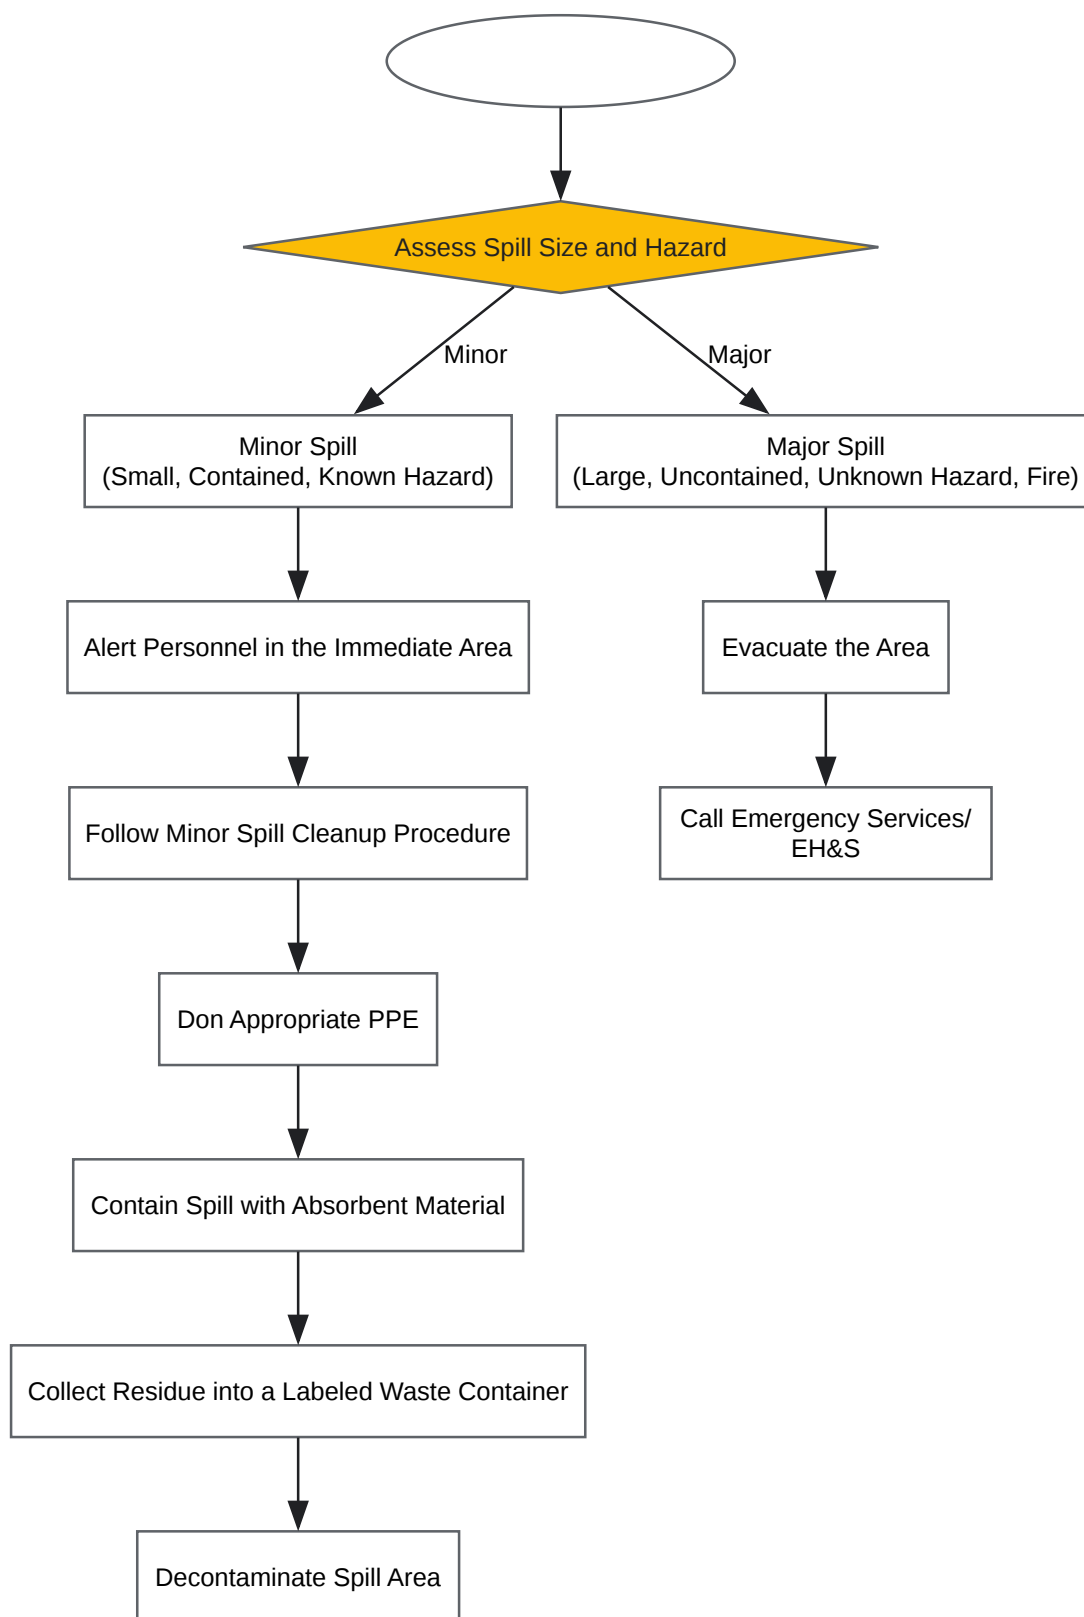 Assess Spill Size and Hazard
Minor
Major
Minor Spill
(Small, Contained, Known Hazard)
Major Spill
(Large, Uncontained, Unknown Hazard, Fire)
Alert Personnel in the Immediate Area
Evacuate the Area
Follow Minor Spill Cleanup Procedure
Call Emergency Services/
EH&S
Don Appropriate PPE
Contain Spill with Absorbent Material
Collect Residue into a Labeled Waste Container
Decontaminate Spill Area